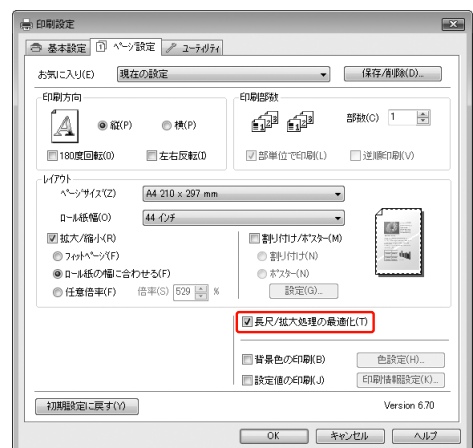 印刷設定
基本設定 ページ設定 ユーティリティ
お気に入り(E) 現在の設定 保存/削除(D)...
印刷方向
縦(P) 横(P)
180度回転(0) 左右反転(I)
印刷部数
部数(C) 1
部単位で印刷(L) 逆順印刷(V)
レイアウト
ページサイズ(Z) A4 210 x 297 mm
ロール紙幅(O) 44 インチ
拡大/縮小(R)
フィットページ(F)
ロール紙の幅に合わせる(F)
任意倍率(F) 倍率(S) 529 %
割り付け/ポスター(M)
割り付け(N)
ポスター(N)
設定(G)...
長尺/拡大処理の最適化(T)
背景色の印刷(B) 色設定(H)...
設定値の印刷(J) 印刷情報設定(K)...
初期設定に戻す(Y) Version 6.70
OK キャンセル ヘルプ